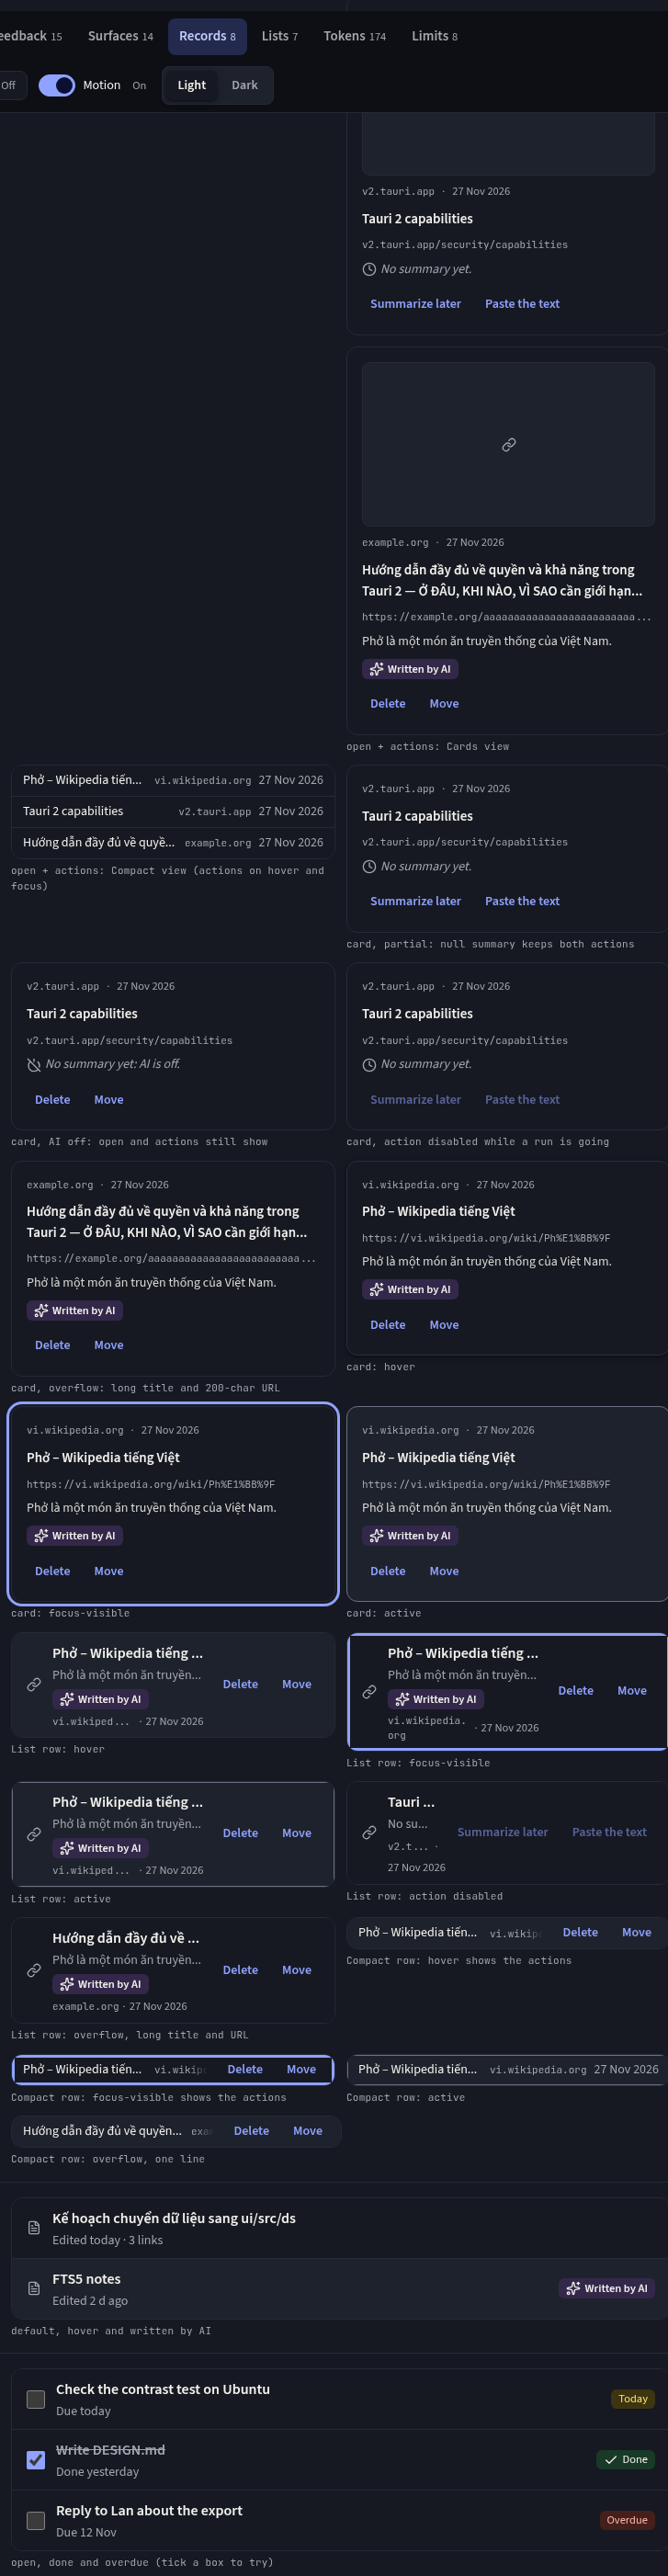 eedback 15 Surfaces 14 Records 8 Lists 7 Tokens 174 Limits 8
Off Motion On Light Dark
v2.tauri.app · 27 Nov 2026
Tauri 2 capabilities
v2.tauri.app/security/capabilities
No summary yet.
Summarize later Paste the text
example.org · 27 Nov 2026
Hướng dẫn đầy đủ về quyền và khả năng trong
Tauri 2 — Ở ĐÂU, KHI NÀO, VÌ SAO cần giới hạn...
https://example.org/aaaaaaaaaaaaaaaaaaaaaaaaa...
Phở là một món ăn truyền thống của Việt Nam.
Written by AI
Delete Move
open + actions: Cards view
Phở – Wikipedia tiến... vi.wikipedia.org 27 Nov 2026
Tauri 2 capabilities v2.tauri.app 27 Nov 2026
Hướng dẫn đầy đủ về quyề... example.org 27 Nov 2026
open + actions: Compact view (actions on hover and
focus)
v2.tauri.app · 27 Nov 2026
Tauri 2 capabilities
v2.tauri.app/security/capabilities
No summary yet.
Summarize later Paste the text
card, partial: null summary keeps both actions
v2.tauri.app · 27 Nov 2026
Tauri 2 capabilities
v2.tauri.app/security/capabilities
No summary yet: AI is off.
Delete Move
card, AI off: open and actions still show
v2.tauri.app · 27 Nov 2026
Tauri 2 capabilities
v2.tauri.app/security/capabilities
No summary yet.
Summarize later Paste the text
card, action disabled while a run is going
example.org · 27 Nov 2026
Hướng dẫn đầy đủ về quyền và khả năng trong
Tauri 2 — Ở ĐÂU, KHI NÀO, VÌ SAO cần giới hạn...
https://example.org/aaaaaaaaaaaaaaaaaaaaaaaaa...
Phở là một món ăn truyền thống của Việt Nam.
Written by AI
Delete Move
card, overflow: long title and 200-char URL
vi.wikipedia.org · 27 Nov 2026
Phở – Wikipedia tiếng Việt
https://vi.wikipedia.org/wiki/Ph%E1%BB%9F
Phở là một món ăn truyền thống của Việt Nam.
Written by AI
Delete Move
card: hover
vi.wikipedia.org · 27 Nov 2026
Phở – Wikipedia tiếng Việt
https://vi.wikipedia.org/wiki/Ph%E1%BB%9F
Phở là một món ăn truyền thống của Việt Nam.
Written by AI
Delete Move
card: focus-visible
vi.wikipedia.org · 27 Nov 2026
Phở – Wikipedia tiếng Việt
https://vi.wikipedia.org/wiki/Ph%E1%BB%9F
Phở là một món ăn truyền thống của Việt Nam.
Written by AI
Delete Move
card: active
Phở – Wikipedia tiếng ...
Phở là một món ăn truyền...
Written by AI
vi.wikiped... · 27 Nov 2026
Delete Move
List row: hover
Phở – Wikipedia tiếng ...
Phở là một món ăn truyền...
Written by AI
vi.wikipedia.
org · 27 Nov 2026
Delete Move
List row: focus-visible
Phở – Wikipedia tiếng ...
Phở là một món ăn truyền...
Written by AI
vi.wikiped... · 27 Nov 2026
Delete Move
List row: active
Tauri ...
No su...
v2.t... ·
27 Nov 2026
Summarize later Paste the text
List row: action disabled
Hướng dẫn đầy đủ về ...
Phở là một món ăn truyền...
Written by AI
example.org · 27 Nov 2026
Delete Move
List row: overflow, long title and URL
Phở – Wikipedia tiến... vi.wikip Delete Move
Compact row: hover shows the actions
Phở – Wikipedia tiến... vi.wikip Delete Move
Compact row: focus-visible shows the actions
Phở – Wikipedia tiến... vi.wikipedia.org 27 Nov 2026
Compact row: active
Hướng dẫn đầy đủ về quyền... exa Delete Move
Compact row: overflow, one line
Kế hoạch chuyển dữ liệu sang ui/src/ds
Edited today · 3 links
FTS5 notes
Edited 2 d ago
Written by AI
default, hover and written by AI
Check the contrast test on Ubuntu
Due today
Today
Write DESIGN.md
Done yesterday
Done
Reply to Lan about the export
Due 12 Nov
Overdue
open, done and overdue (tick a box to try)